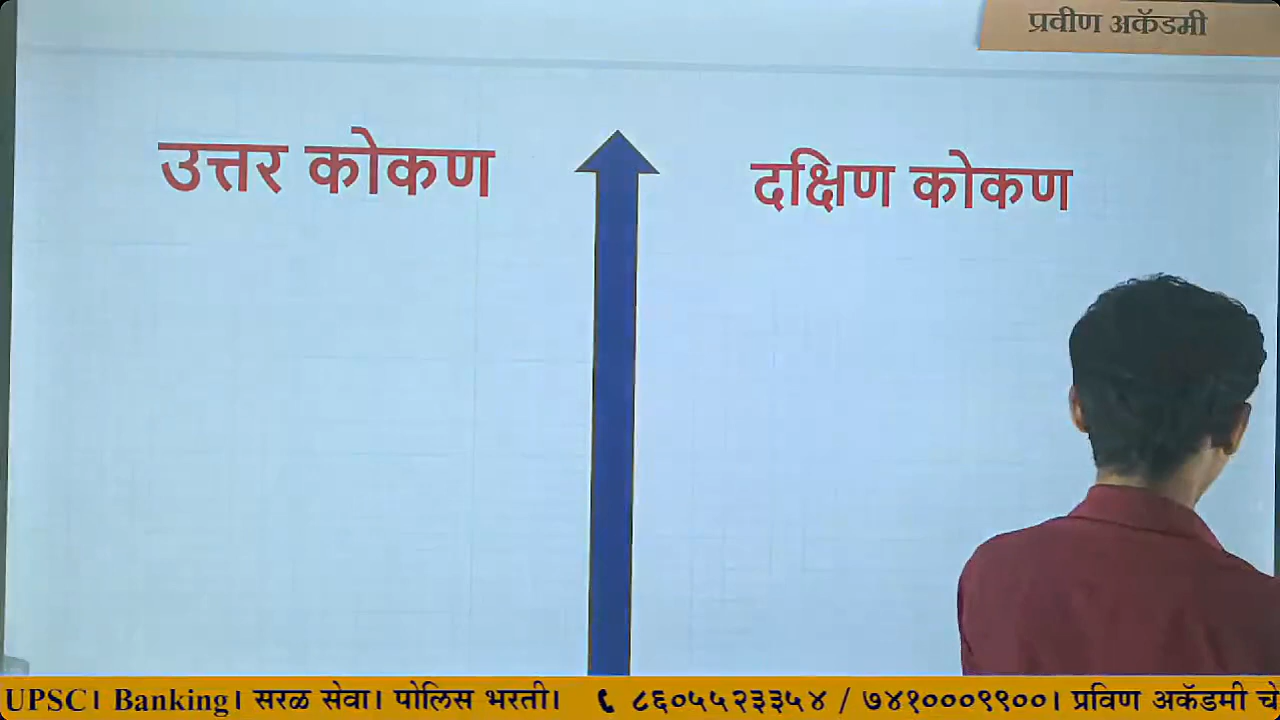 प्रवीण अकॅडमी
उत्तर कोकण
दक्षिण कोकण
UPSC। Banking। सरळ सेवा। पोलिस भरती। ८६०५५२३३५४ / ७४१०००९९००। प्रविण अकॅडमी